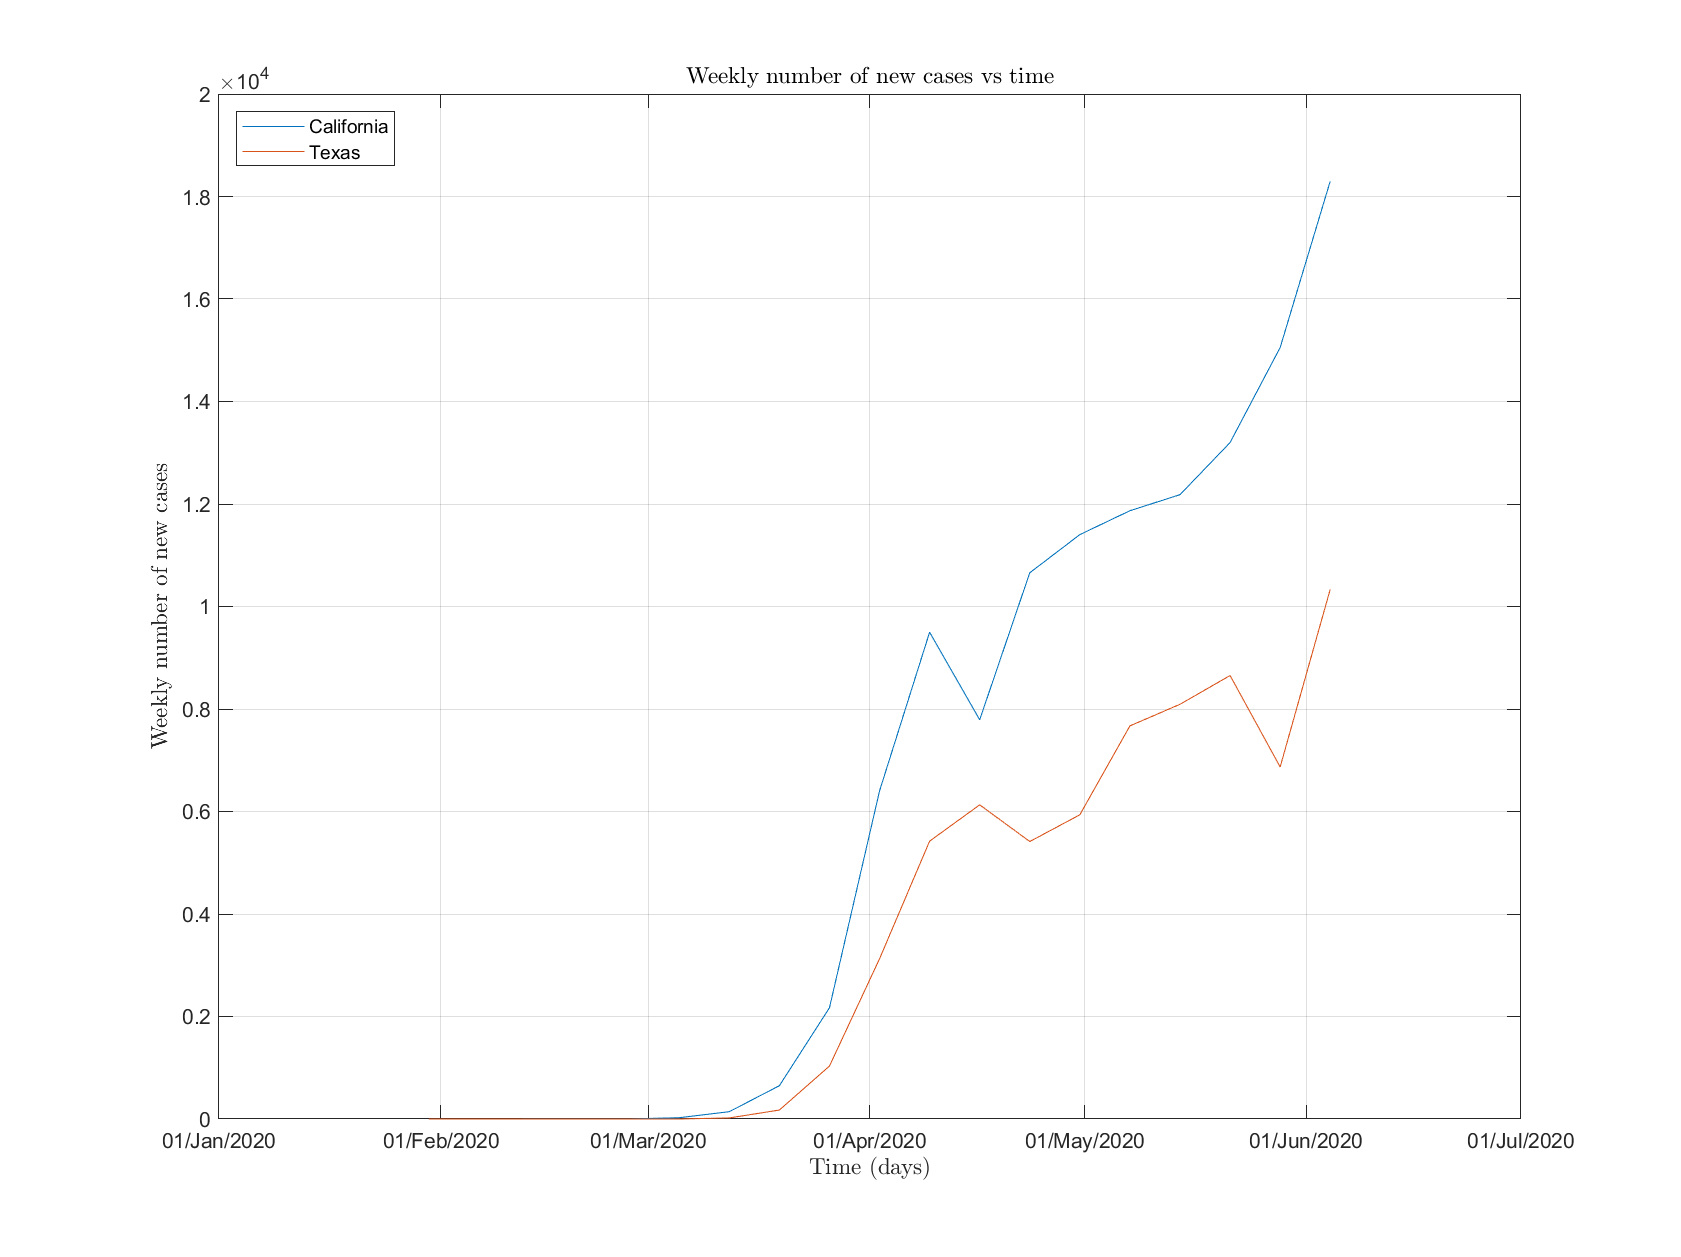 Weekly number of new cases vs time
×10^4
California
Texas
2
1.8
1.6
1.4
1.2
1
0.8
0.6
0.4
0.2
0
Weekly number of new cases
01/Jan/2020 01/Feb/2020 01/Mar/2020 01/Apr/2020 01/May/2020 01/Jun/2020 01/Jul/2020
Time (days)